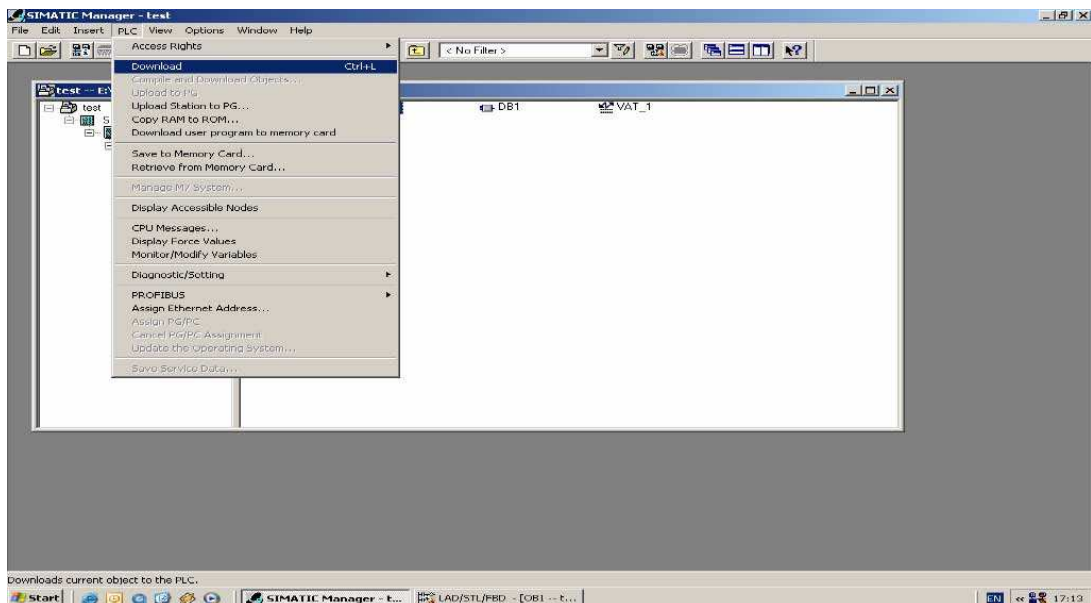 SIMATIC Manager - test
File Edit Insert PLC View Options Window Help
< No Filter >
Access Rights
Download Ctrl+L
Compile and Download Objects...
Upload to PG
Upload Station to PG...
Copy RAM to ROM...
Download user program to memory card
Save to Memory Card...
Retrieve from Memory Card...
Manage M7 System...
Display Accessible Nodes
CPU Messages...
Display Force Values
Monitor/Modify Variables
Diagnostic/Setting
PROFIBUS
Assign Ethernet Address...
Assign PG/PC
Cancel PG/PC Assignment
Update the Operating System...
Save Service Data...
test -- E:\
test
S
DB1
VAT_1
Downloads current object to the PLC.
Start
SIMATIC Manager - t...
LAD/STL/FBD - [OB1 -- t...
EN
«
17:13